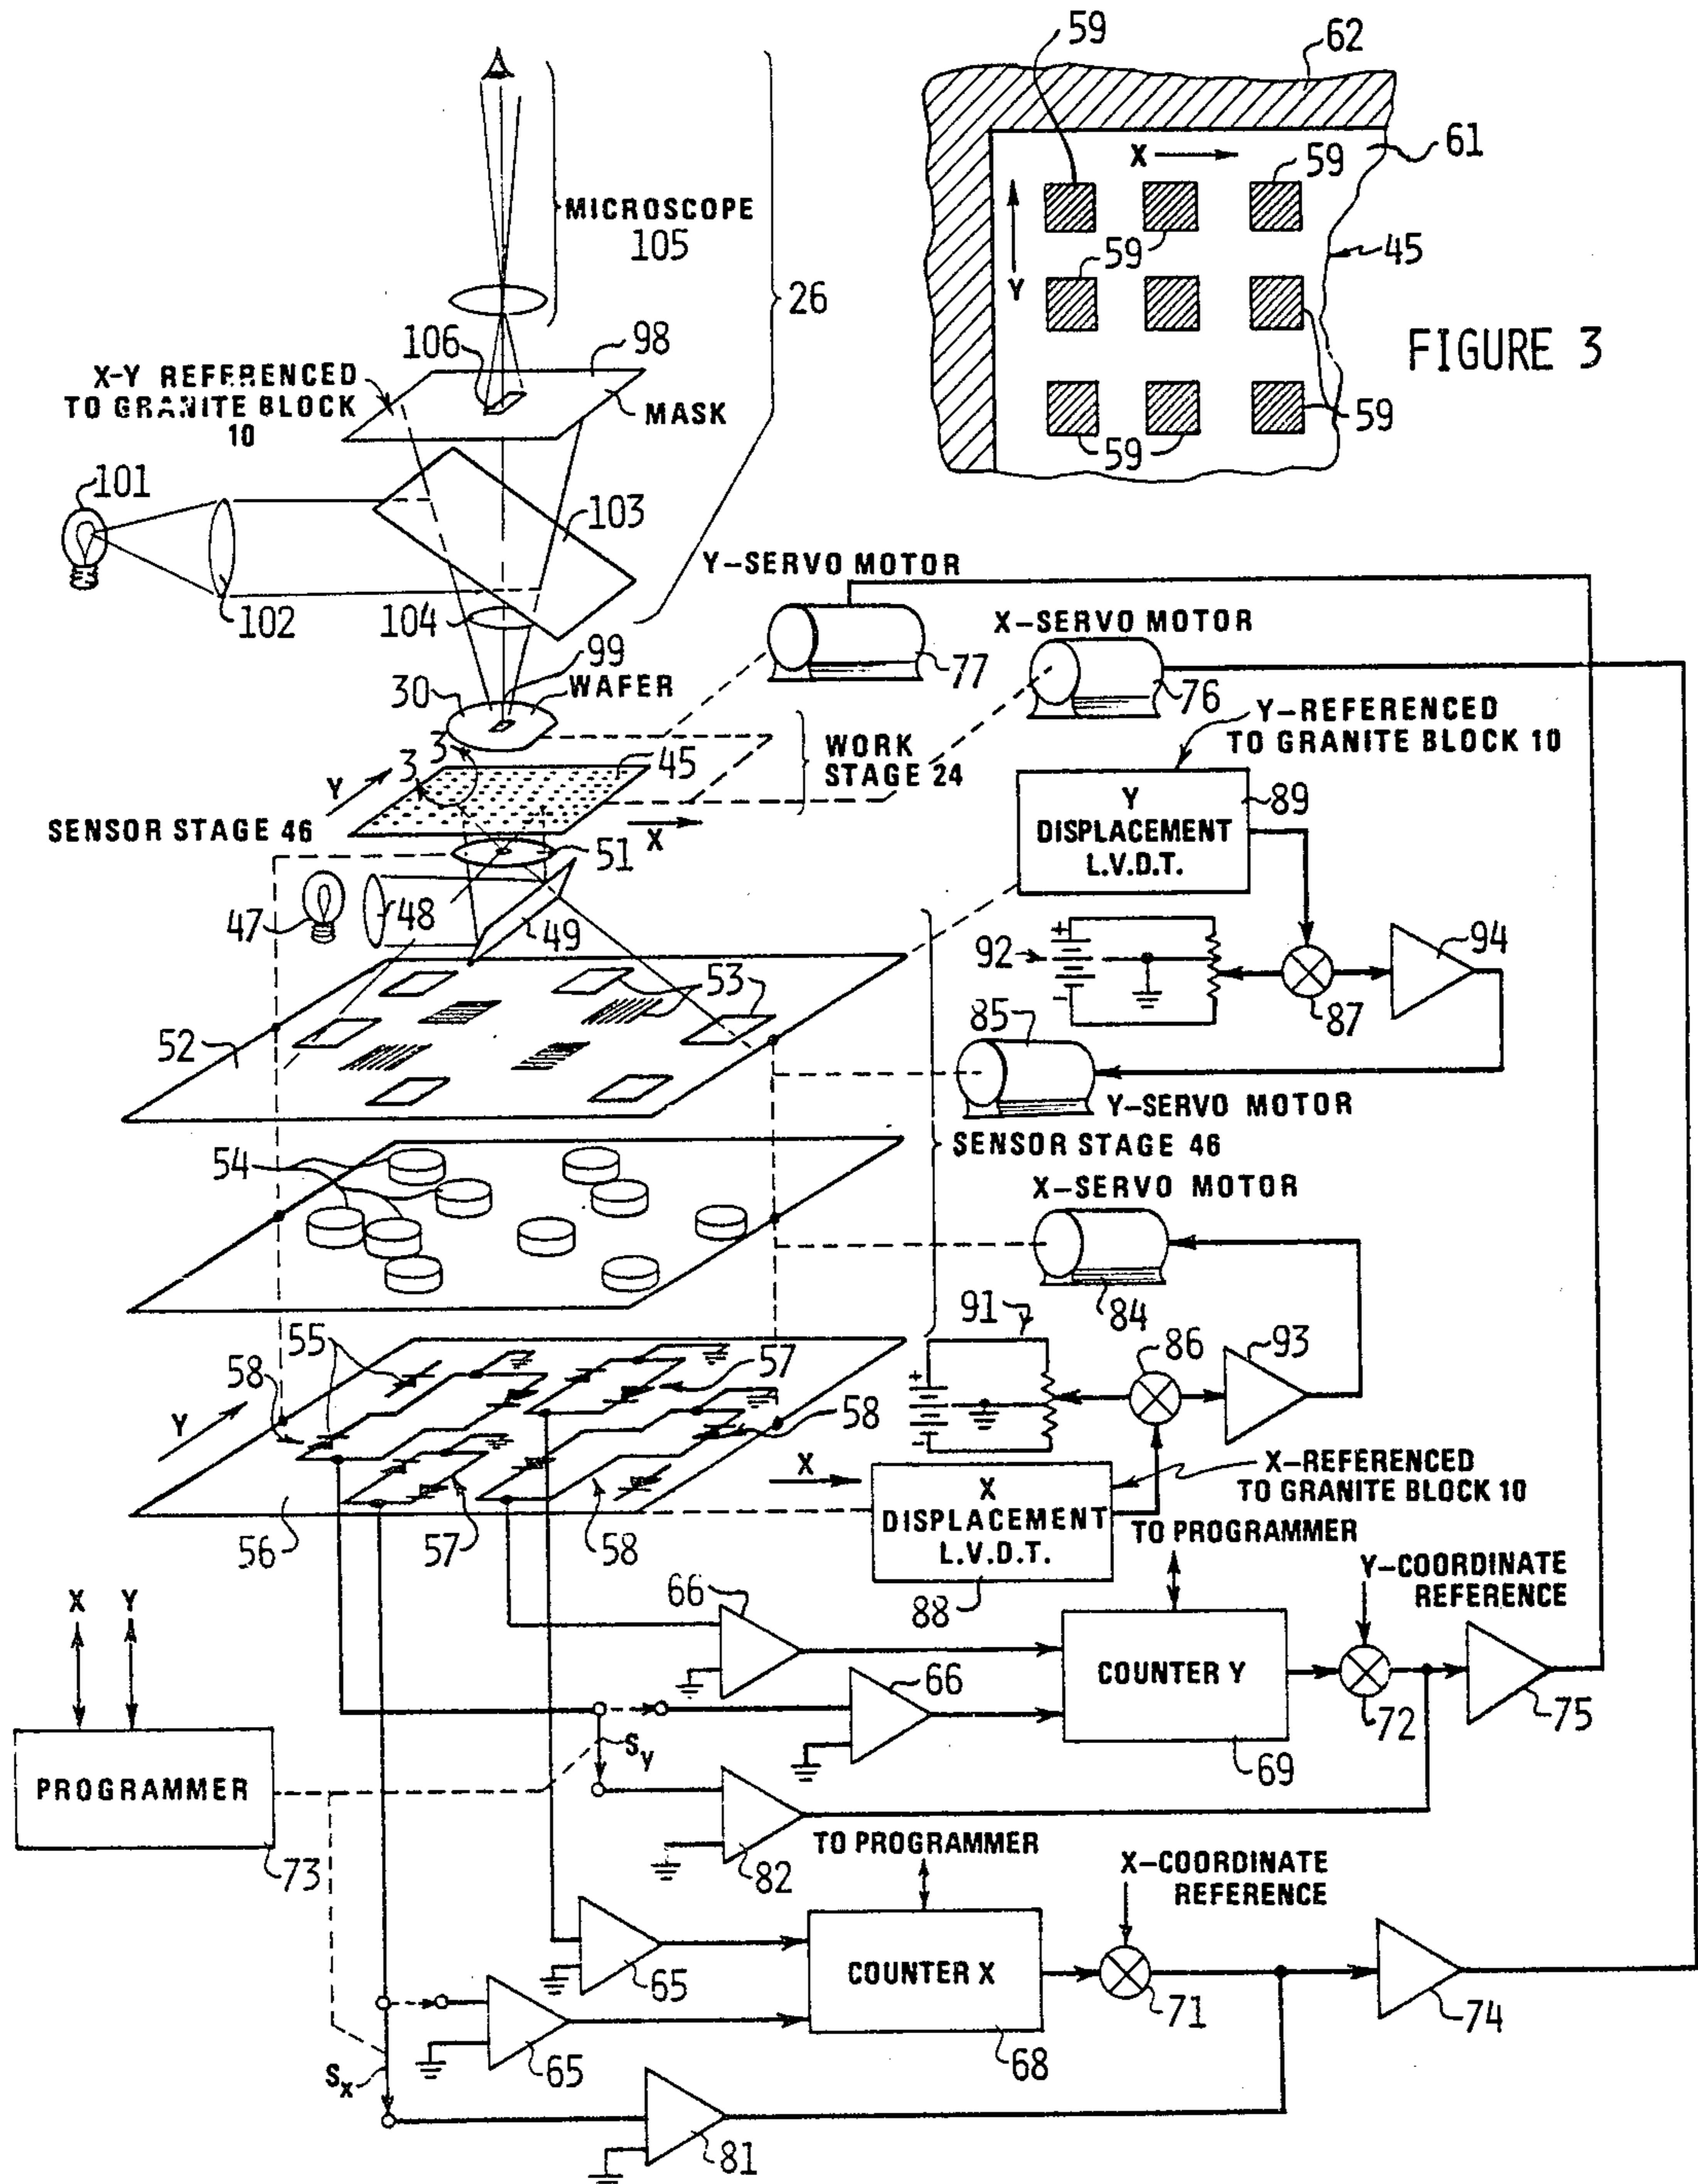 59
62
X
61
59
59
59
45
Y
FIGURE 3
59
59
MICROSCOPE
105
26
106
98
X-Y REFERENCED
TO GRANITE BLOCK
10
MASK
101
103
102
104
99
30
WAFER
Y-SERVO MOTOR
77
X-SERVO MOTOR
76
Y-REFERENCED
TO GRANITE BLOCK 10
3
3
45
WORK
STAGE 24
Y
X
SENSOR STAGE 46
51
Y
DISPLACEMENT
L.V.D.T.
89
47
48
49
53
92
+
-
87
94
52
85
Y-SERVO MOTOR
SENSOR STAGE 46
54
X-SERVO MOTOR
84
91
86
93
55
57
58
58
+
-
Y
X
X-REFERENCED
TO GRANITE BLOCK 10
X
DISPLACEMENT
L.V.D.T.
56
57
58
88
TO PROGRAMMER
Y-COORDINATE
REFERENCE
X
Y
66
66
COUNTER Y
69
72
75
Sy
PROGRAMMER
73
82
TO PROGRAMMER
X-COORDINATE
REFERENCE
65
COUNTER X
68
71
74
65
Sx
81